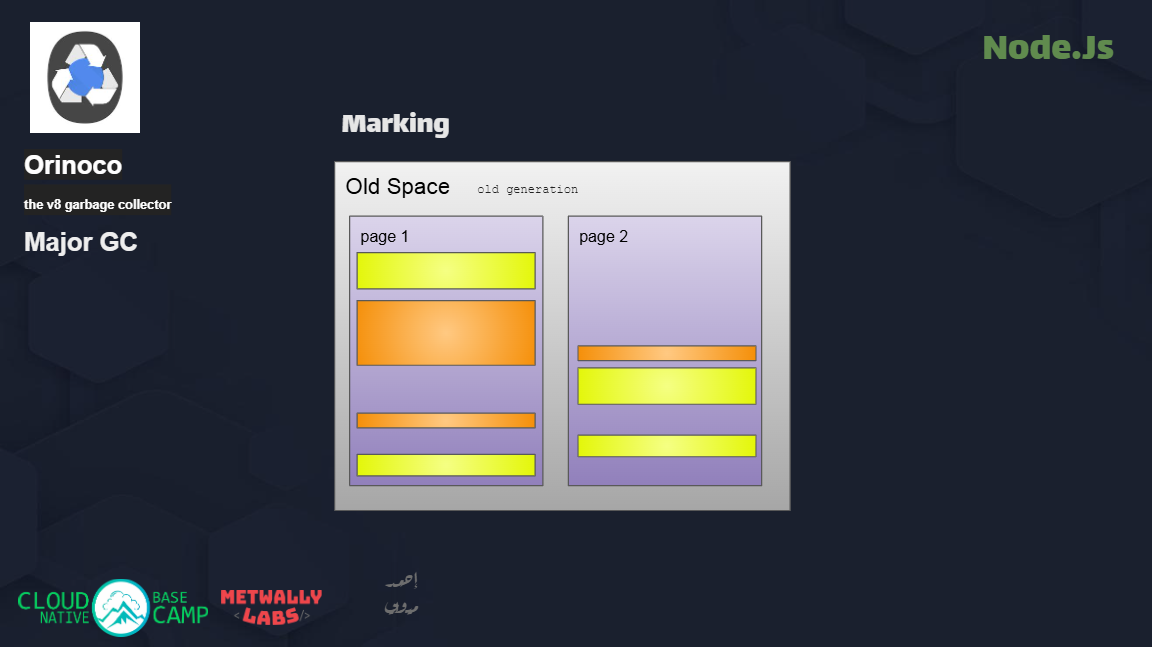 Node.Js
Orinoco
the v8 garbage collector
Major GC
Marking
Old Space old generation
page 1
page 2
CLOUD NATIVE BASE CAMP
METWALLY
<LABS/>
أحمد